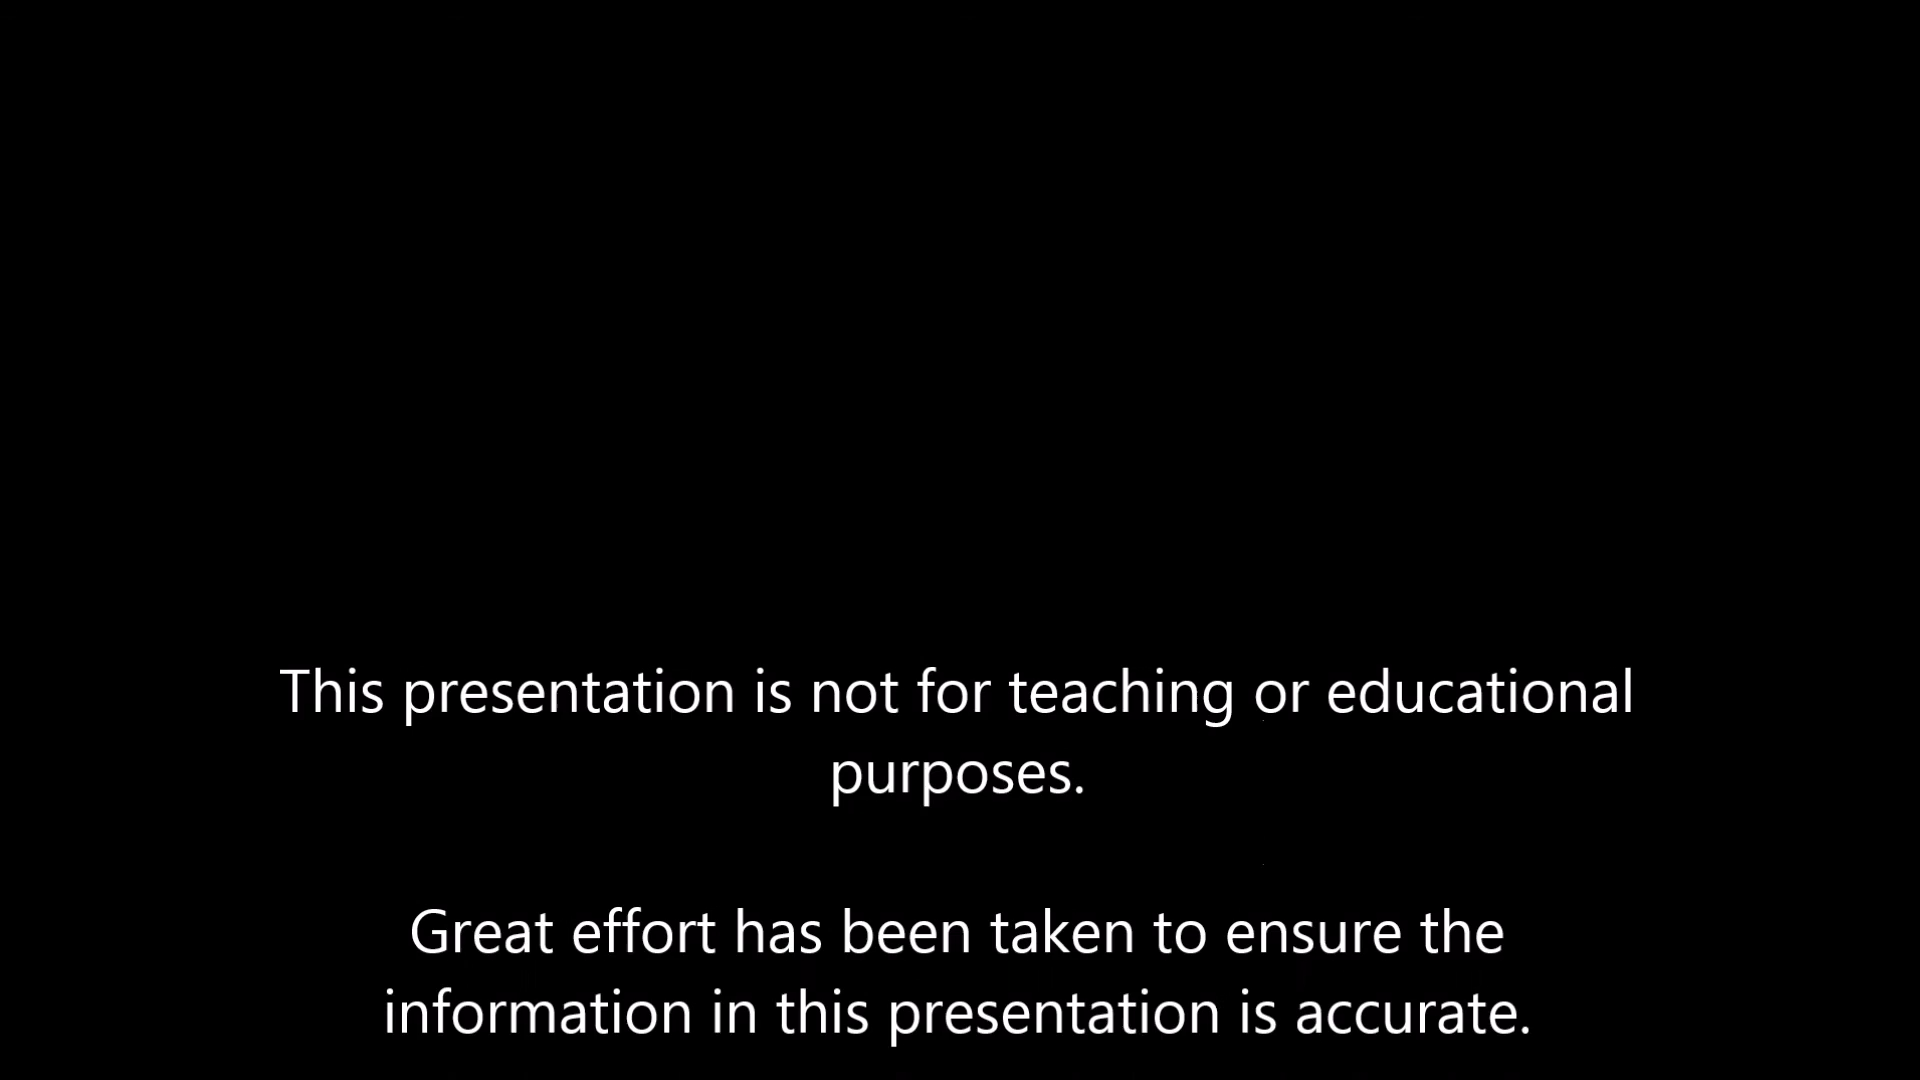 This presentation is not for teaching or educational
purposes.
Great effort has been taken to ensure the
information in this presentation is accurate.